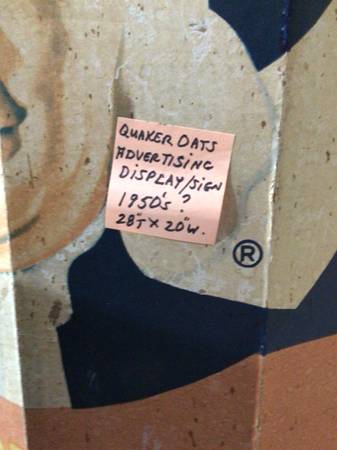 QUAKER OATS
ADVERTISING
DISPLAY/SIGN
1950's ?
28"T X 20"W.
®